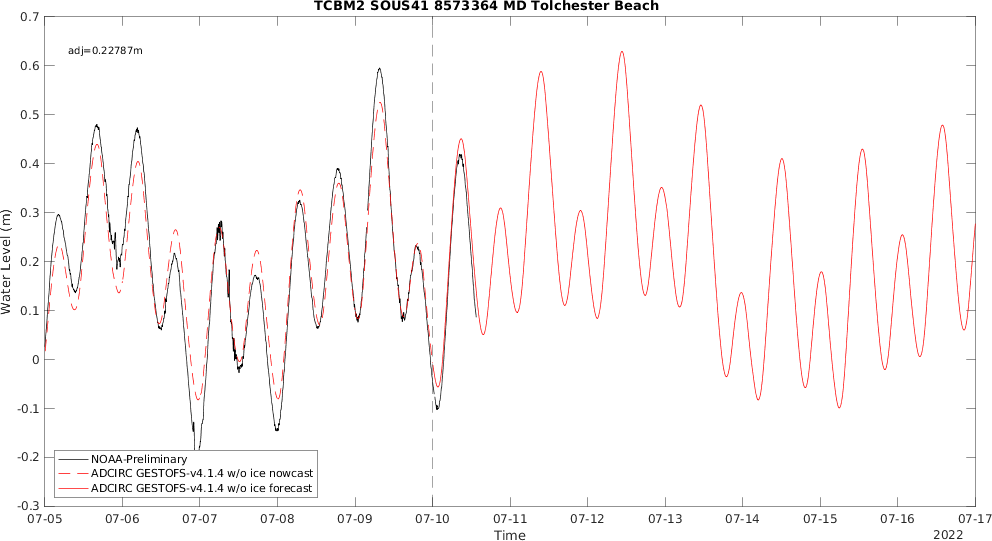 TCBM2 SOUS41 8573364 MD Tolchester Beach
adj=0.22787m
Water Level (m)
0.7
0.6
0.5
0.4
0.3
0.2
0.1
0
-0.1
-0.2
-0.3
NOAA-Preliminary
ADCIRC GESTOFS-v4.1.4 w/o ice nowcast
ADCIRC GESTOFS-v4.1.4 w/o ice forecast
07-05 07-06 07-07 07-08 07-09 07-10 07-11 07-12 07-13 07-14 07-15 07-16 07-17
Time
2022